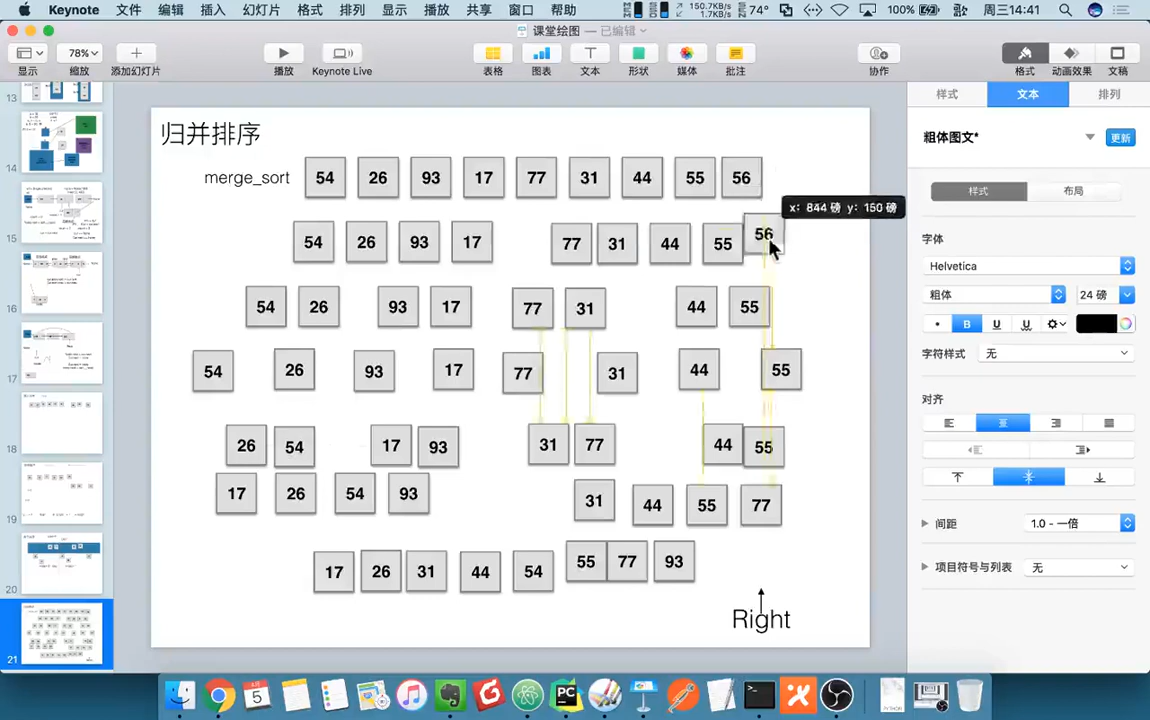 Keynote 文件 编辑 插入 幻灯片 格式 排列 显示 播放 共享 窗口 帮助 150.7KB/s 1.7KB/s 74° 100% 周三14:41
课堂绘图 — 已编辑
78%
显示 缩放 添加幻灯片 播放 Keynote Live 表格 图表 文本 形状 媒体 批注 协作 格式 动画效果 文稿
样式 文本 排列
归并排序
merge_sort 54 26 93 17 77 31 44 55 56
x: 844 磅 y: 150 磅
54 26 93 17 77 31 44 55 56
54 26 93 17 77 31 44 55
54 26 93 17 77 31 44 55
26 54 17 93 31 77 44 55
17 26 54 93 31 44 55 77
17 26 31 44 54 55 77 93
Right
13
14
15
16
17
18
19
20
21
粗体图文* 更新
样式 布局
字体
Helvetica
粗体 24 磅
B U U
字符样式 无
对齐
间距 1.0 - 一倍
项目符号与列表 无